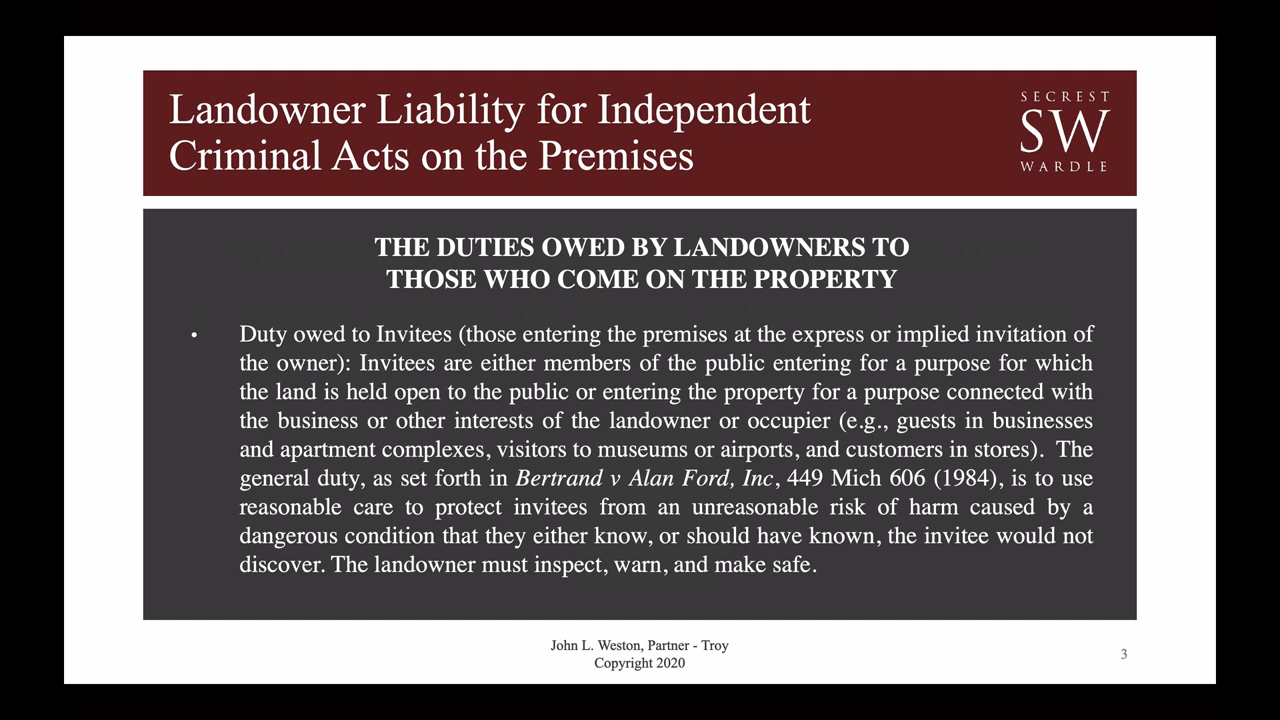 Landowner Liability for Independent
Criminal Acts on the Premises
SECREST
SW
WARDLE
THE DUTIES OWED BY LANDOWNERS TO
THOSE WHO COME ON THE PROPERTY
• Duty owed to Invitees (those entering the premises at the express or implied invitation of
the owner): Invitees are either members of the public entering for a purpose for which
the land is held open to the public or entering the property for a purpose connected with
the business or other interests of the landowner or occupier (e.g., guests in businesses
and apartment complexes, visitors to museums or airports, and customers in stores). The
general duty, as set forth in Bertrand v Alan Ford, Inc, 449 Mich 606 (1984), is to use
reasonable care to protect invitees from an unreasonable risk of harm caused by a
dangerous condition that they either know, or should have known, the invitee would not
discover. The landowner must inspect, warn, and make safe.
John L. Weston, Partner - Troy
Copyright 2020
3